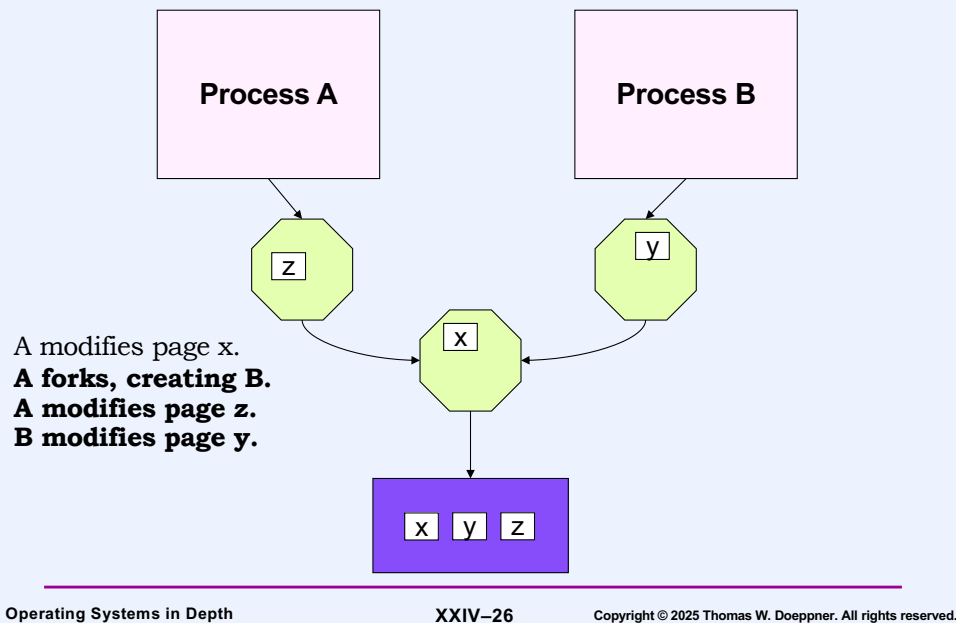 Process A
Process B
z
y
x
A modifies page x.
A forks, creating B.
A modifies page z.
B modifies page y.
x y z
Operating Systems in Depth
XXIV–26
Copyright © 2025 Thomas W. Doeppner. All rights reserved.